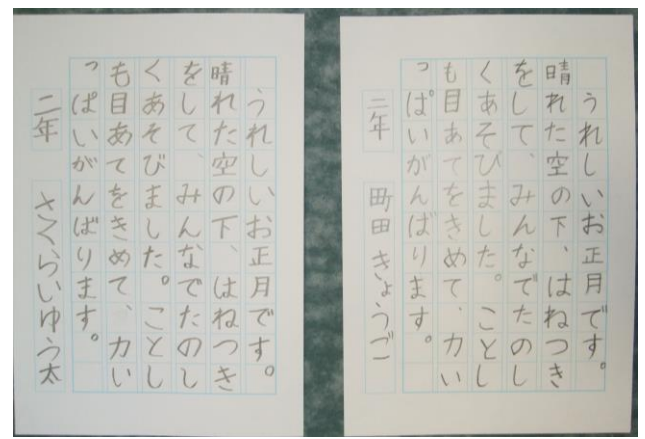 うれしいお正月です。
晴れた空の下、はねつき
をして、みんなでたのし
くあそびました。ことし
も目あてをきめて、力い
っぱいがんばります。
二年 町田きょうご
うれしいお正月です。
晴れた空の下、はねつき
をして、みんなでたのし
くあそびました。ことし
も目あてをきめて、力い
っぱいがんばります。
二年 さくらいゆう太